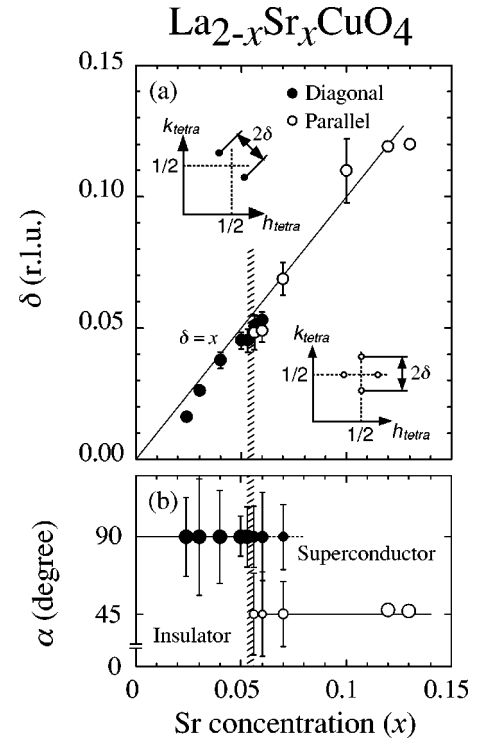 La2-xSrxCuO4
0.15
(a)
Diagonal
Parallel
ktetra
2δ
1/2
1/2
htetra
0.10
δ (r.l.u.)
0.05
δ = x
ktetra
1/2
2δ
1/2
htetra
0.00
(b)
90
Superconductor
α (degree)
45
Insulator
0
0 0.05 0.1 0.15
Sr concentration (x)